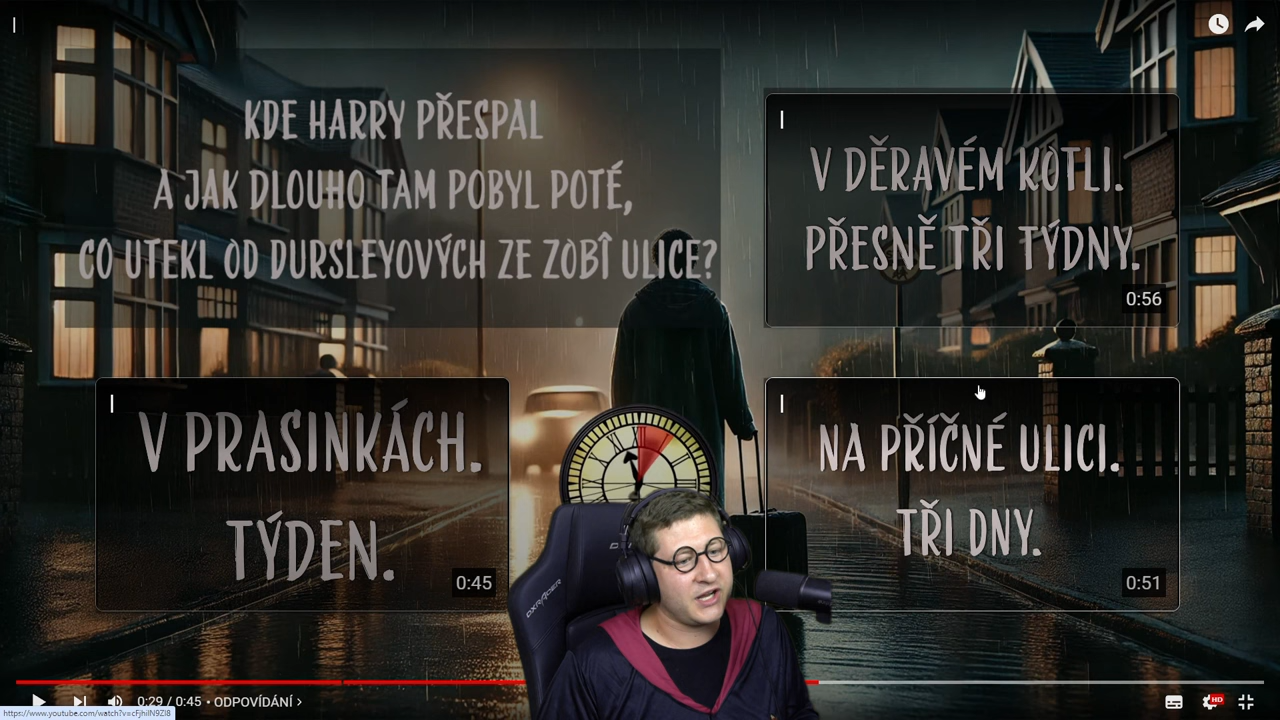 KDE HARRY PŘESPAL
A JAK DLOUHO TAM POBYL POTÉ,
CO UTEKL OD DURSLEYOVÝCH ZE ZOBÍ ULICE?
V DĚRAVÉM KOTLI.
PŘESNĚ TŘI TÝDNY.
0:56
V PRASINKÁCH.
TÝDEN.
0:45
NA PŘÍČNÉ ULICI.
TŘI DNY.
0:51
DXRACER
0:29 / 0:45 • ODPOVÍDÁNÍ
HD